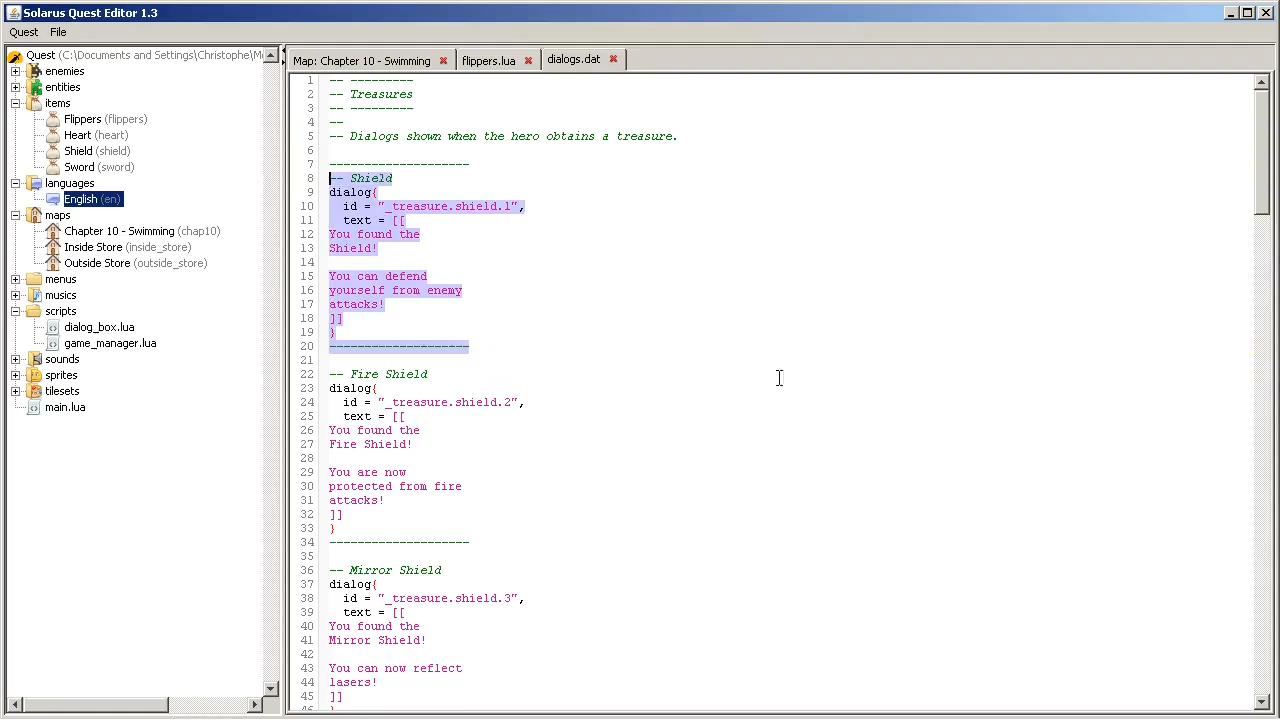 Solarus Quest Editor 1.3
Quest File
Quest (C:\Documents and Settings\Christophe\M
enemies
entities
items
Flippers (flippers)
Heart (heart)
Shield (shield)
Sword (sword)
languages
English (en)
maps
Chapter 10 - Swimming (chap10)
Inside Store (inside_store)
Outside Store (outside_store)
menus
musics
scripts
dialog_box.lua
game_manager.lua
sounds
sprites
tilesets
main.lua
Map: Chapter 10 - Swimming flippers.lua dialogs.dat
1 -- ---------
2 -- Treasures
3 -- ---------
4 --
5 -- Dialogs shown when the hero obtains a treasure.
6
7 --------------------
8 -- Shield
9 dialog{
10 id = "_treasure.shield.1",
11 text = [[
12 You found the
13 Shield!
14
15 You can defend
16 yourself from enemy
17 attacks!
18 ]]
19 }
20 --------------------
21
22 -- Fire Shield
23 dialog{
24 id = "_treasure.shield.2",
25 text = [[
26 You found the
27 Fire Shield!
28
29 You are now
30 protected from fire
31 attacks!
32 ]]
33 }
34 --------------------
35
36 -- Mirror Shield
37 dialog{
38 id = "_treasure.shield.3",
39 text = [[
40 You found the
41 Mirror Shield!
42
43 You can now reflect
44 lasers!
45 ]]
46 }